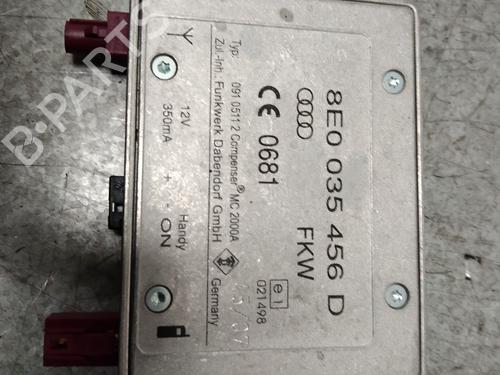 8E0 035 456 D
FKW
CE 0681
e1
021498
Typ: 091 0511 2 Compenser® MC 2000A
Zul.-Inh.: Funkwerk Dabendorf GmbH
Germany
12V
350mA
+ -
Handy
ON
B-PARTS